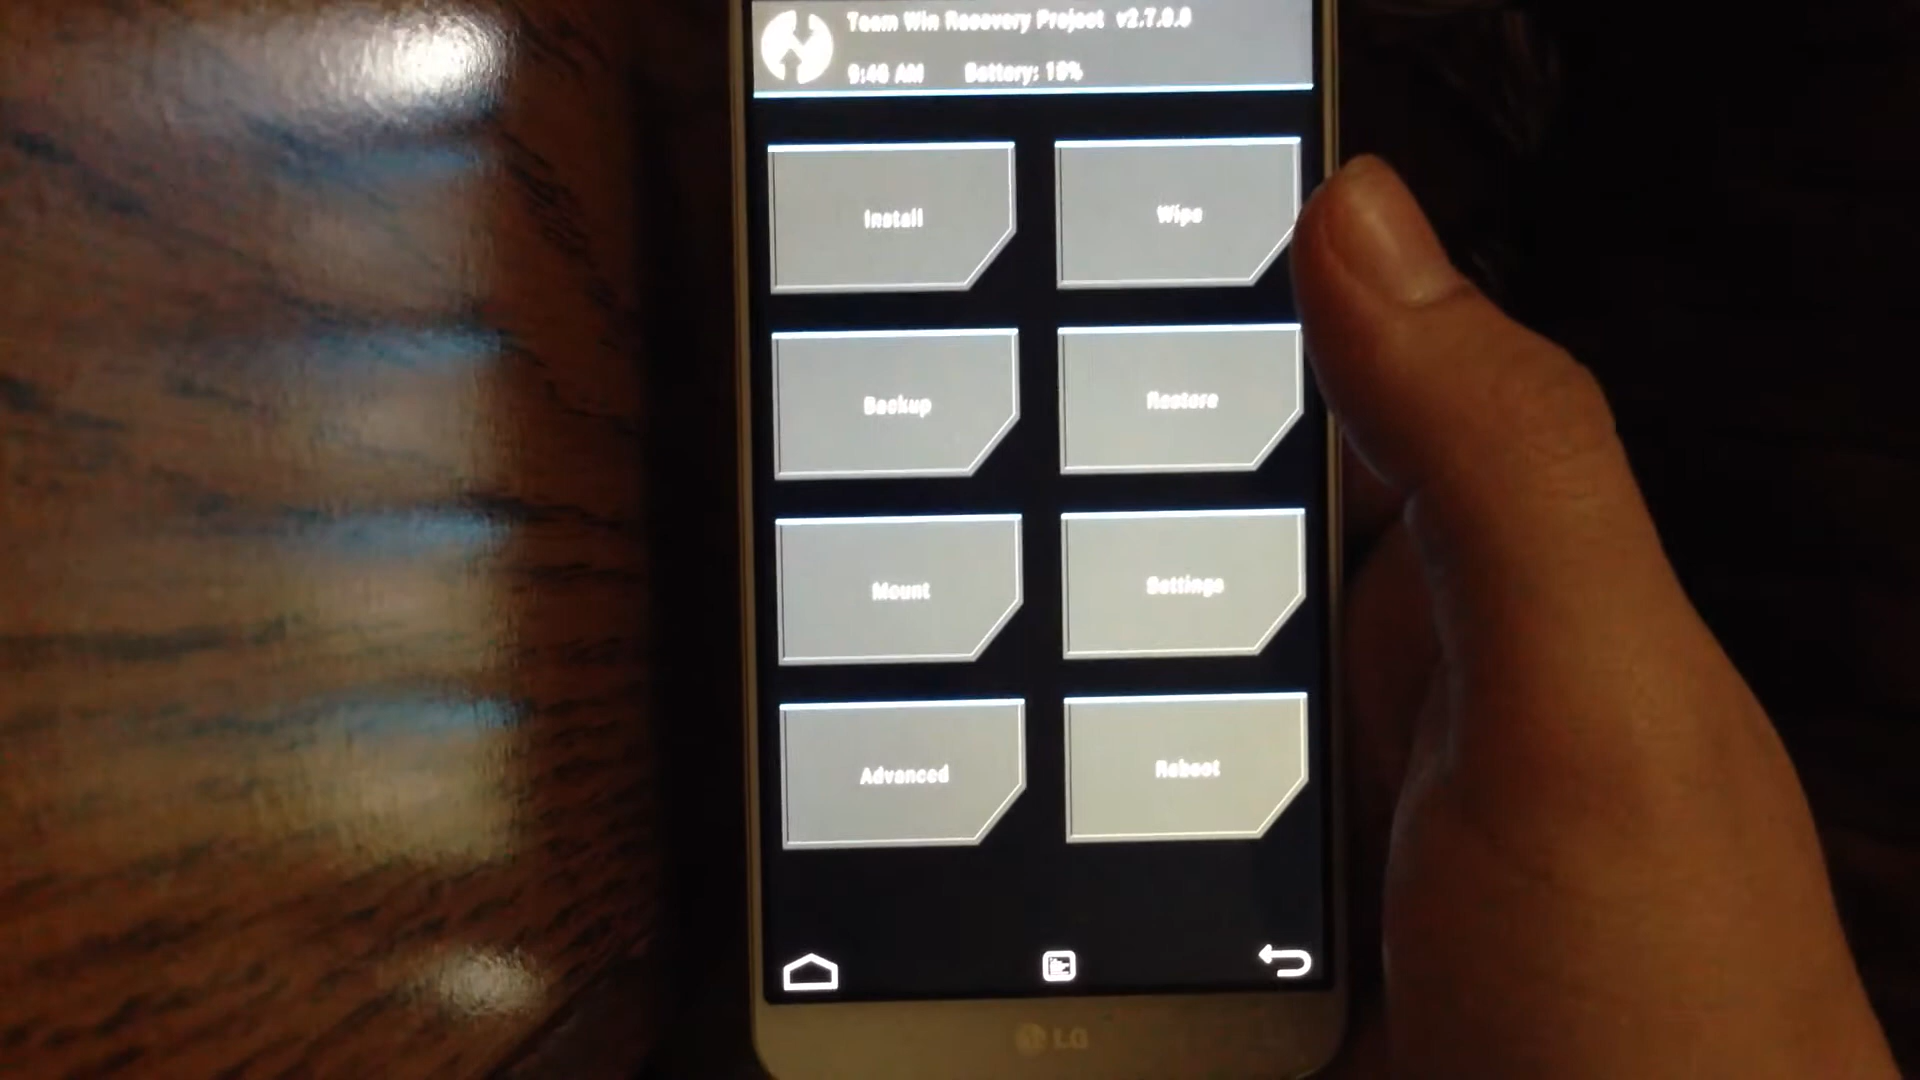 Team Win Recovery Project v2.7.0.0
9:46 AM Battery: 19%
Install
Wipe
Backup
Restore
Mount
Settings
Advanced
Reboot
LG